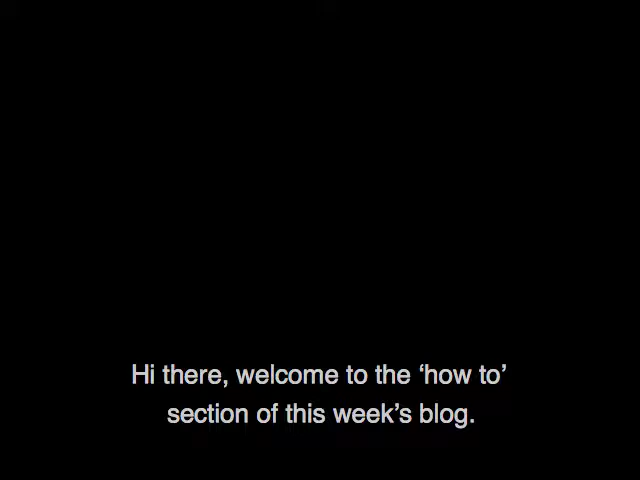 Hi there, welcome to the ‘how to’
section of this week’s blog.